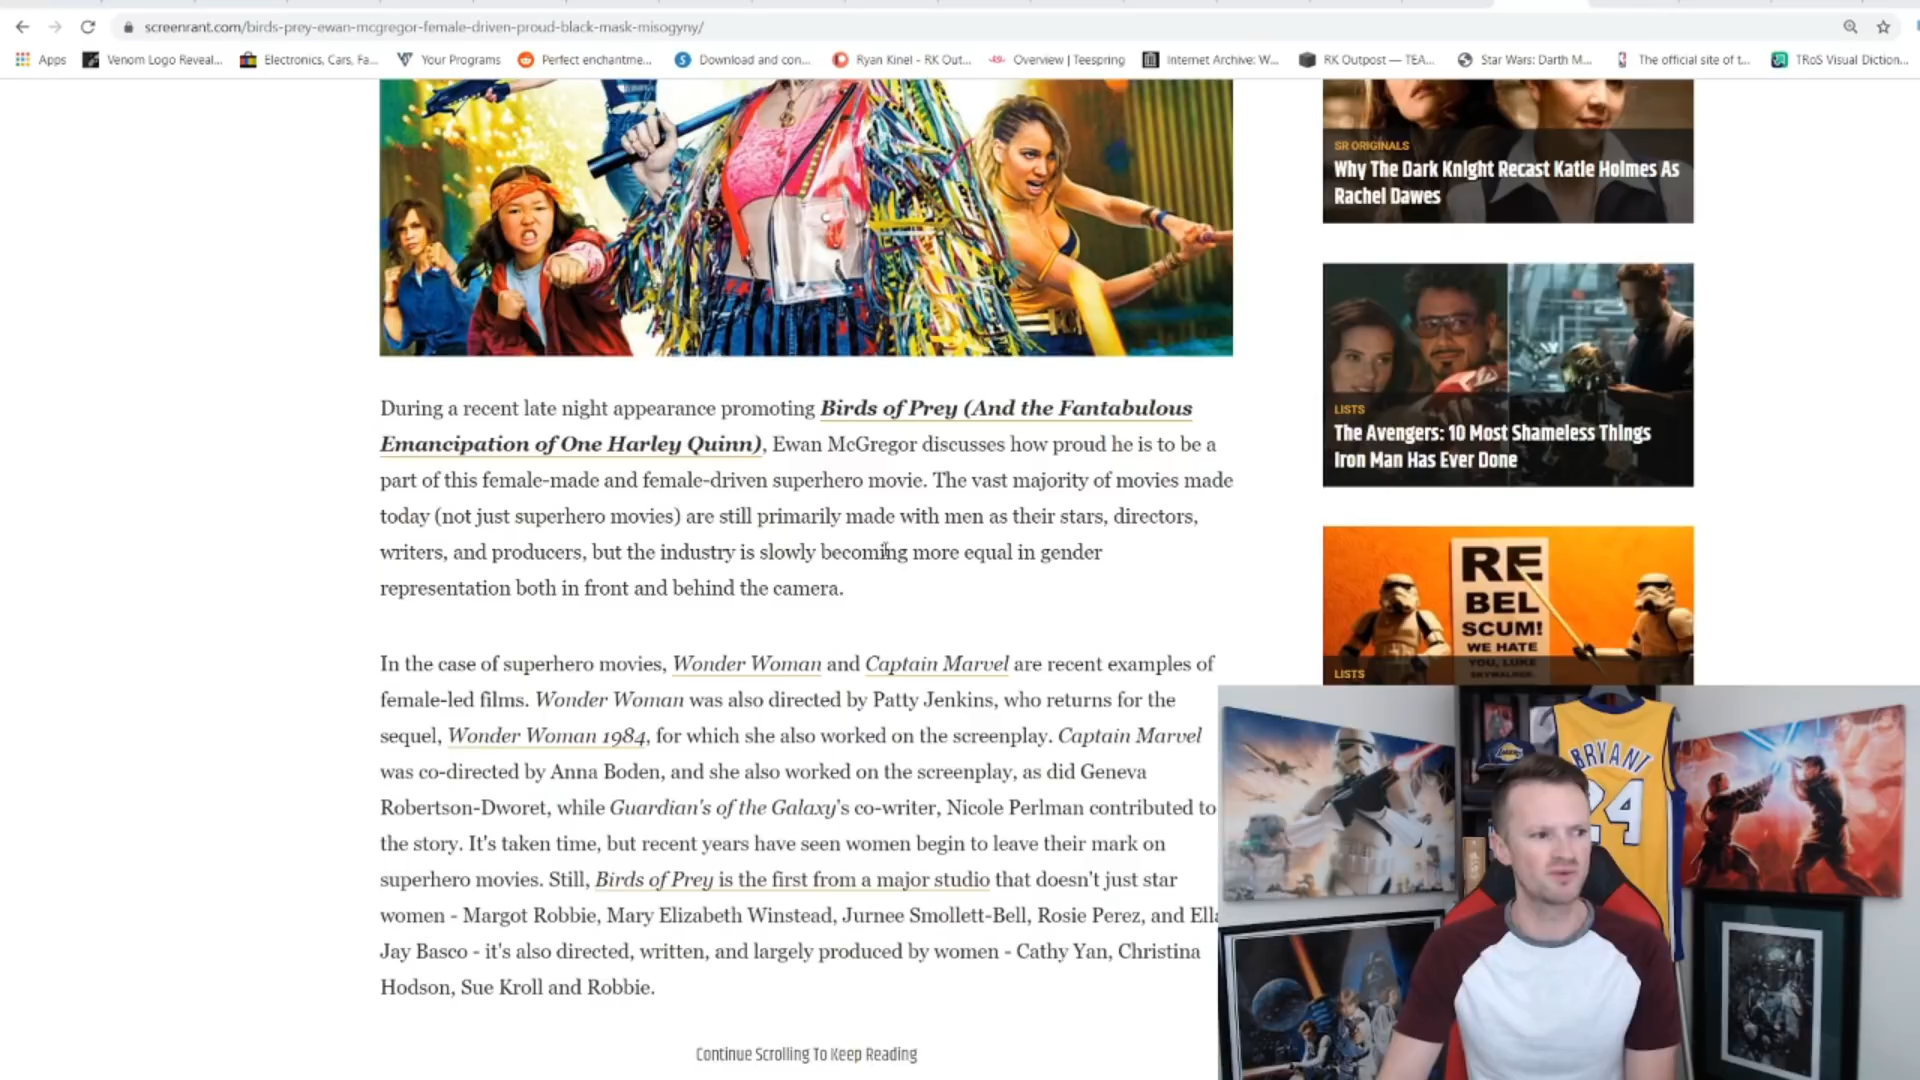 screenrant.com/birds-prey-ewan-mcgregor-female-driven-proud-black-mask-misogyny/
Apps
Venom Logo Reveal...
Electronics, Cars, Fa...
Your Programs
Perfect enchantme...
Download and con...
Ryan Kinel - RK Out...
Overview | Teespring
Internet Archive: W...
RK Outpost — TEA...
Star Wars: Darth M...
The official site of t...
TRoS Visual Diction...
During a recent late night appearance promoting Birds of Prey (And the Fantabulous
Emancipation of One Harley Quinn), Ewan McGregor discusses how proud he is to be a
part of this female-made and female-driven superhero movie. The vast majority of movies made
today (not just superhero movies) are still primarily made with men as their stars, directors,
writers, and producers, but the industry is slowly becoming more equal in gender
representation both in front and behind the camera.
In the case of superhero movies, Wonder Woman and Captain Marvel are recent examples of
female-led films. Wonder Woman was also directed by Patty Jenkins, who returns for the
sequel, Wonder Woman 1984, for which she also worked on the screenplay. Captain Marvel
was co-directed by Anna Boden, and she also worked on the screenplay, as did Geneva
Robertson-Dworet, while Guardian's of the Galaxy's co-writer, Nicole Perlman contributed to
the story. It's taken time, but recent years have seen women begin to leave their mark on
superhero movies. Still, Birds of Prey is the first from a major studio that doesn't just star
women - Margot Robbie, Mary Elizabeth Winstead, Jurnee Smollett-Bell, Rosie Perez, and Ella
Jay Basco - it's also directed, written, and largely produced by women - Cathy Yan, Christina
Hodson, Sue Kroll and Robbie.
Continue Scrolling To Keep Reading
SR ORIGINALS
Why The Dark Knight Recast Katie Holmes As
Rachel Dawes
LISTS
The Avengers: 10 Most Shameless Things
Iron Man Has Ever Done
RE
BEL
SCUM!
WE HATE
YOU, LUKE
SKYWALKER.
LISTS
BRYANT
24